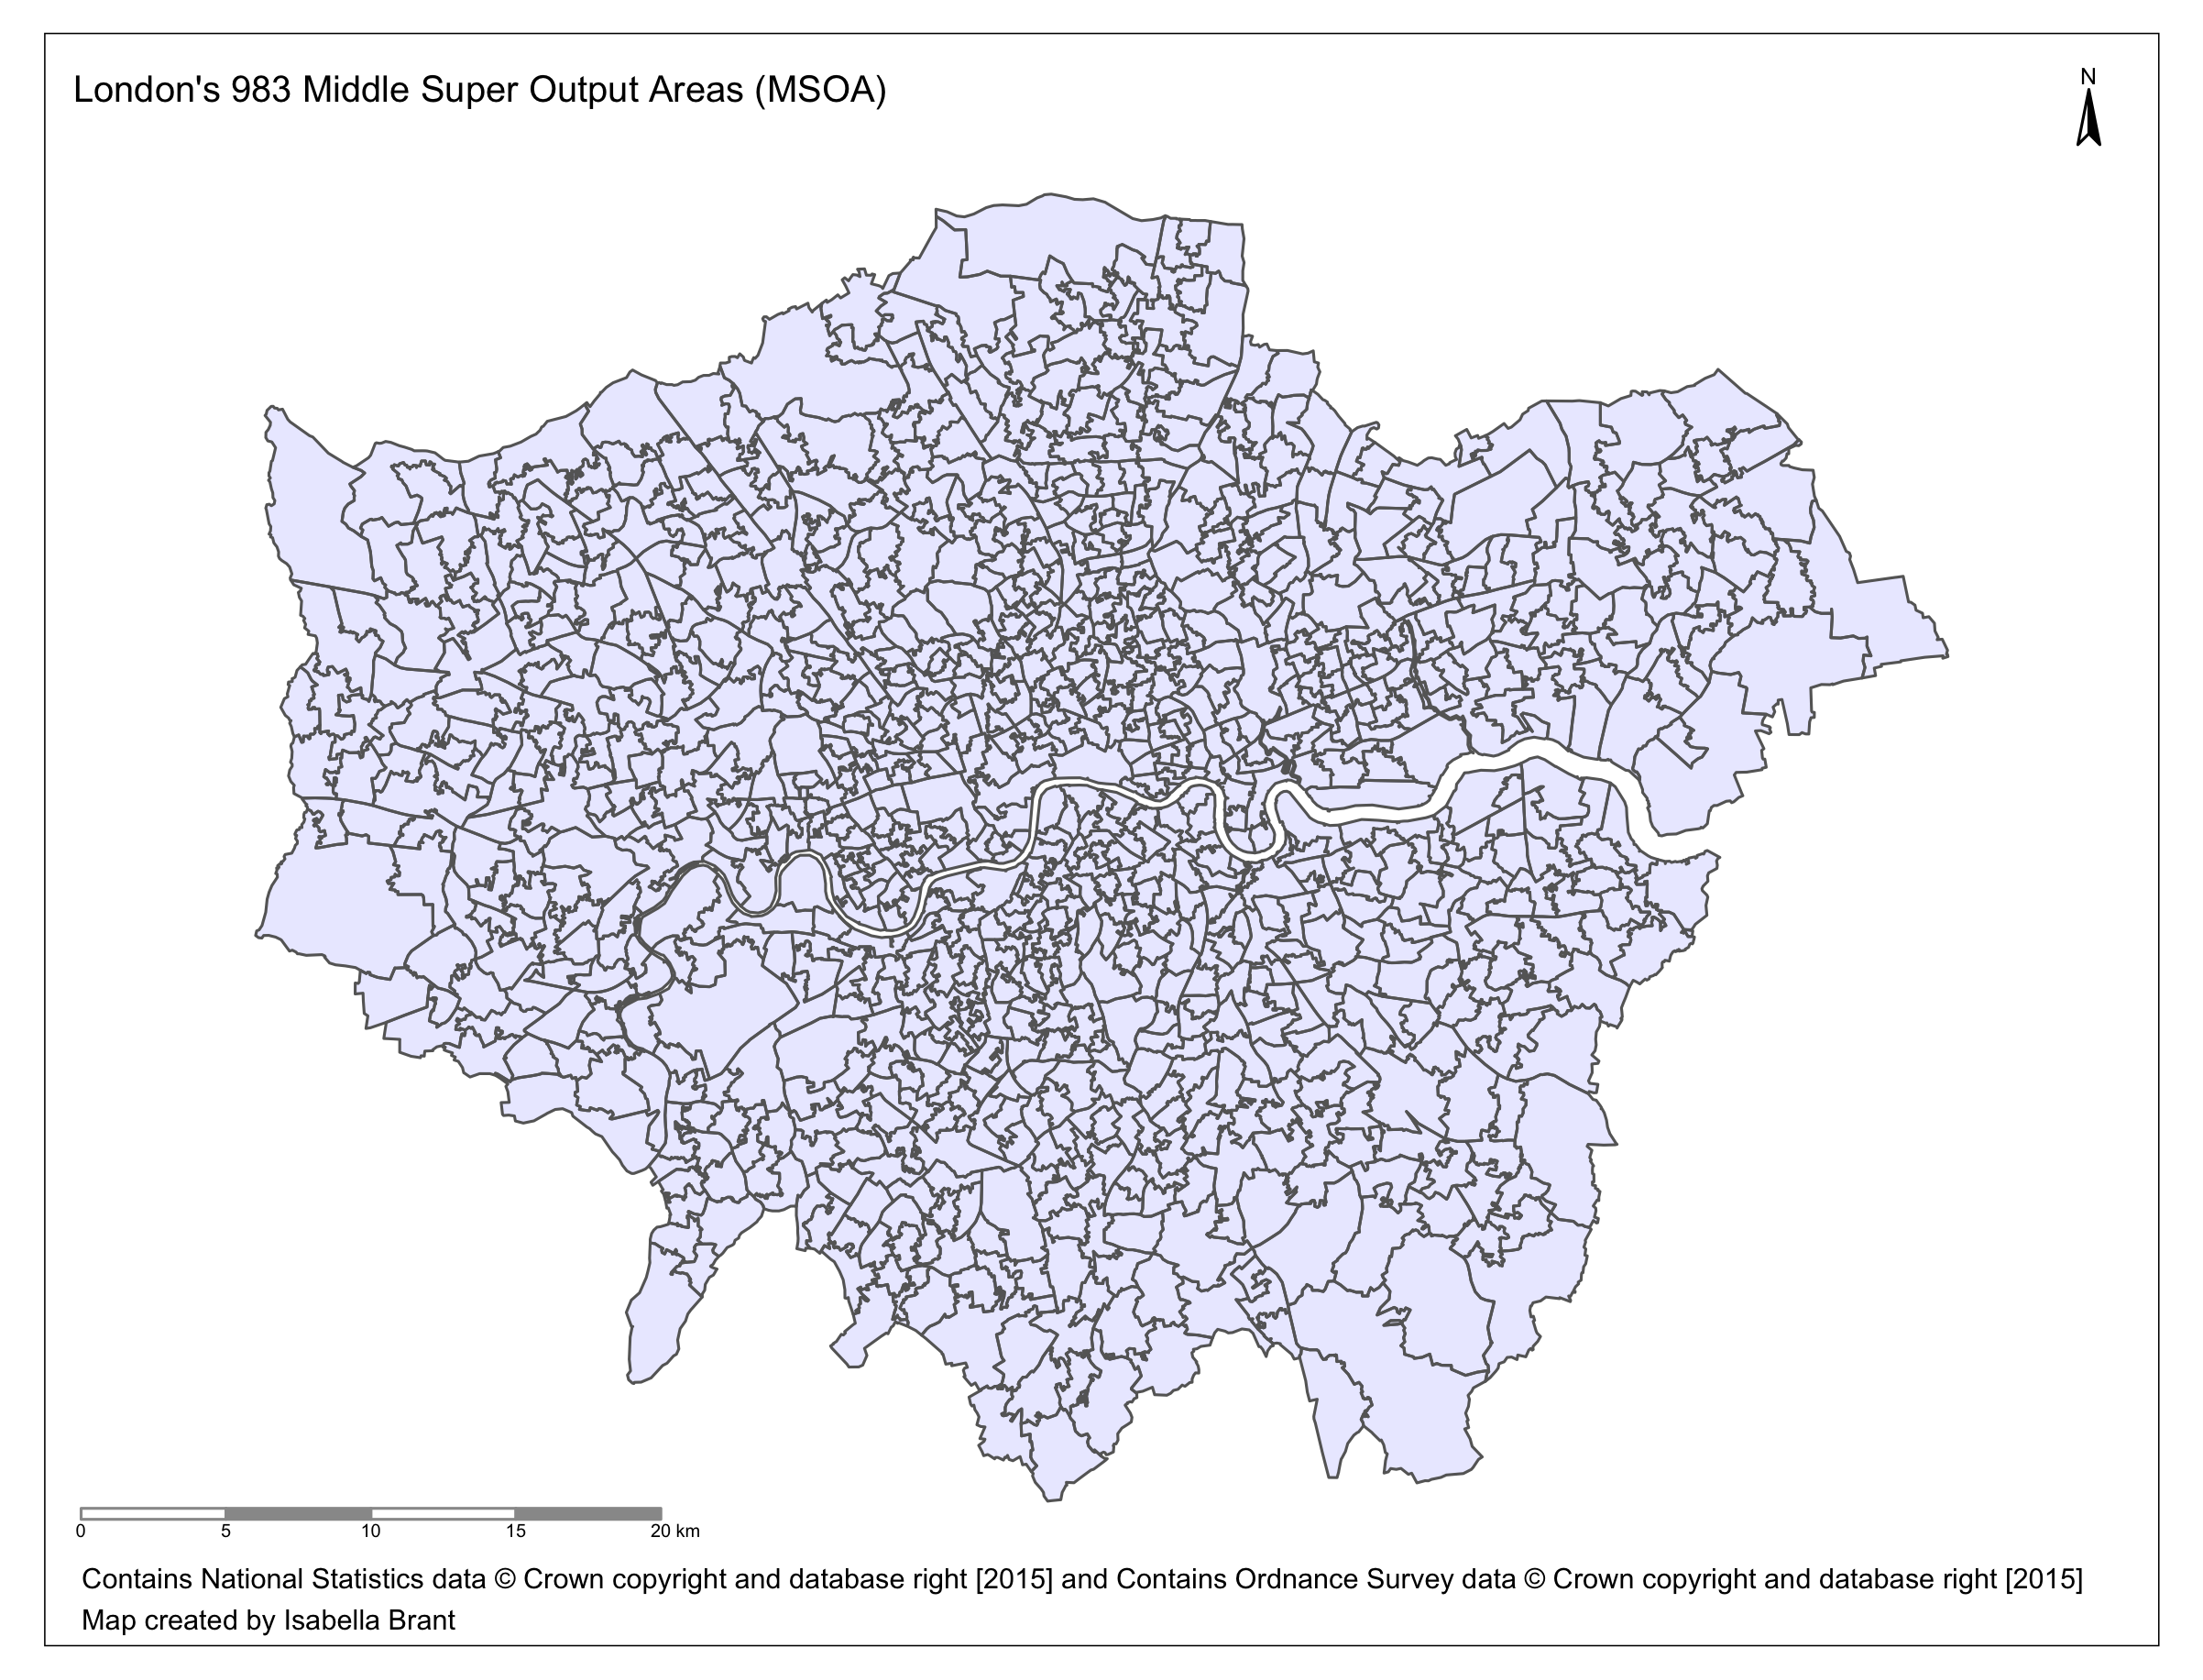 London's 983 Middle Super Output Areas (MSOA)
N
0 5 10 15 20 km
Contains National Statistics data © Crown copyright and database right [2015] and Contains Ordnance Survey data © Crown copyright and database right [2015]
Map created by Isabella Brant